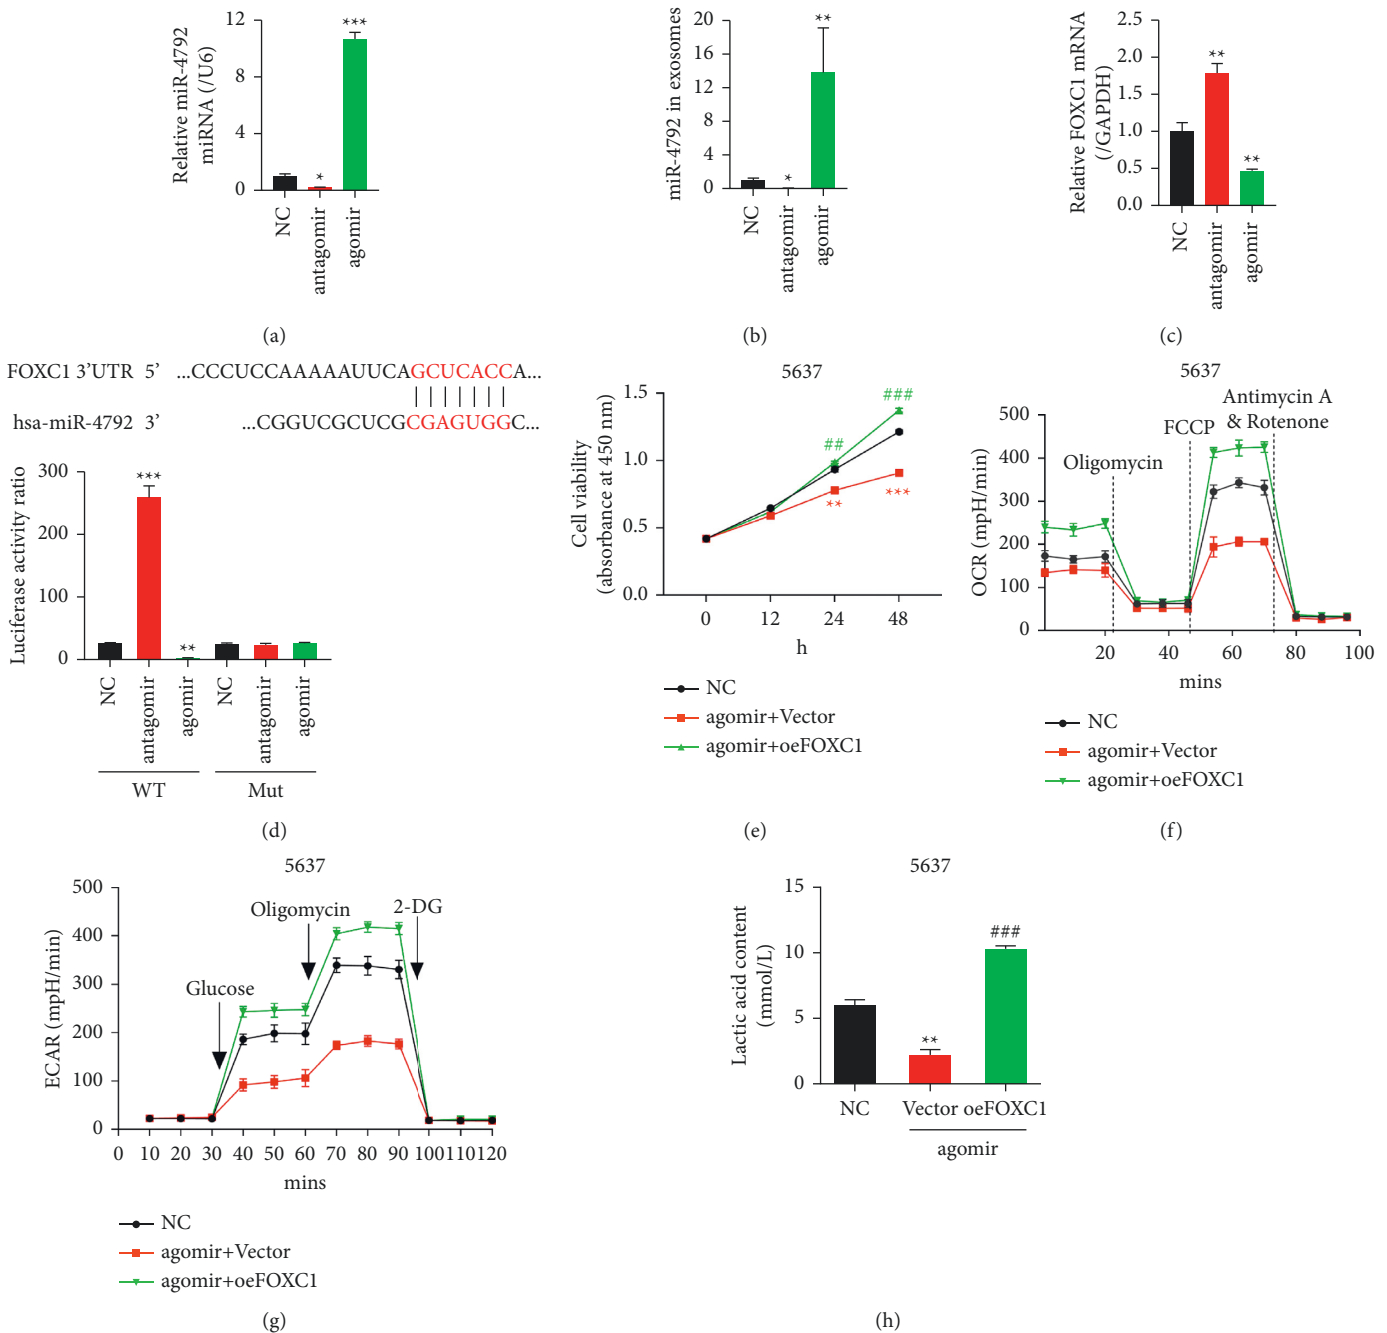 Relative miR-4792
miRNA (/U6)
12
8
4
0
***
*
NC
antagomir
agomir
(a)
miR-4792 in exosomes
20
16
12
8
4
0
**
*
NC
antagomir
agomir
(b)
Relative FOXC1 mRNA
(/GAPDH)
2.5
2.0
1.5
1.0
0.5
0.0
**
**
NC
antagomir
agomir
(c)
FOXC1 3’UTR 5’ ...CCCUCCAAAAAUUCAGCUCACCA...
hsa-miR-4792 3’ ...CGGUCGCUCGCGAGUGGC...
Luciferase activity ratio
300
200
100
0
***
**
NC
antagomir
agomir
NC
antagomir
agomir
WT
Mut
(d)
5637
Cell viability
(absorbance at 450 nm)
1.5
1.0
0.5
0.0
###
##
**
***
0 12 24 48
h
NC
agomir+Vector
agomir+oeFOXC1
(e)
5637
OCR (mpH/min)
500
400
300
200
100
0
Oligomycin
FCCP
Antimycin A
& Rotenone
20 40 60 80 100
mins
NC
agomir+Vector
agomir+oeFOXC1
(f)
5637
ECAR (mpH/min)
500
400
300
200
100
0
Glucose
Oligomycin
2-DG
0 10 20 30 40 50 60 70 80 90 100 110 120
mins
NC
agomir+Vector
agomir+oeFOXC1
(g)
5637
Lactic acid content
(mmol/L)
15
10
5
0
**
###
NC Vector oeFOXC1
agomir
(h)